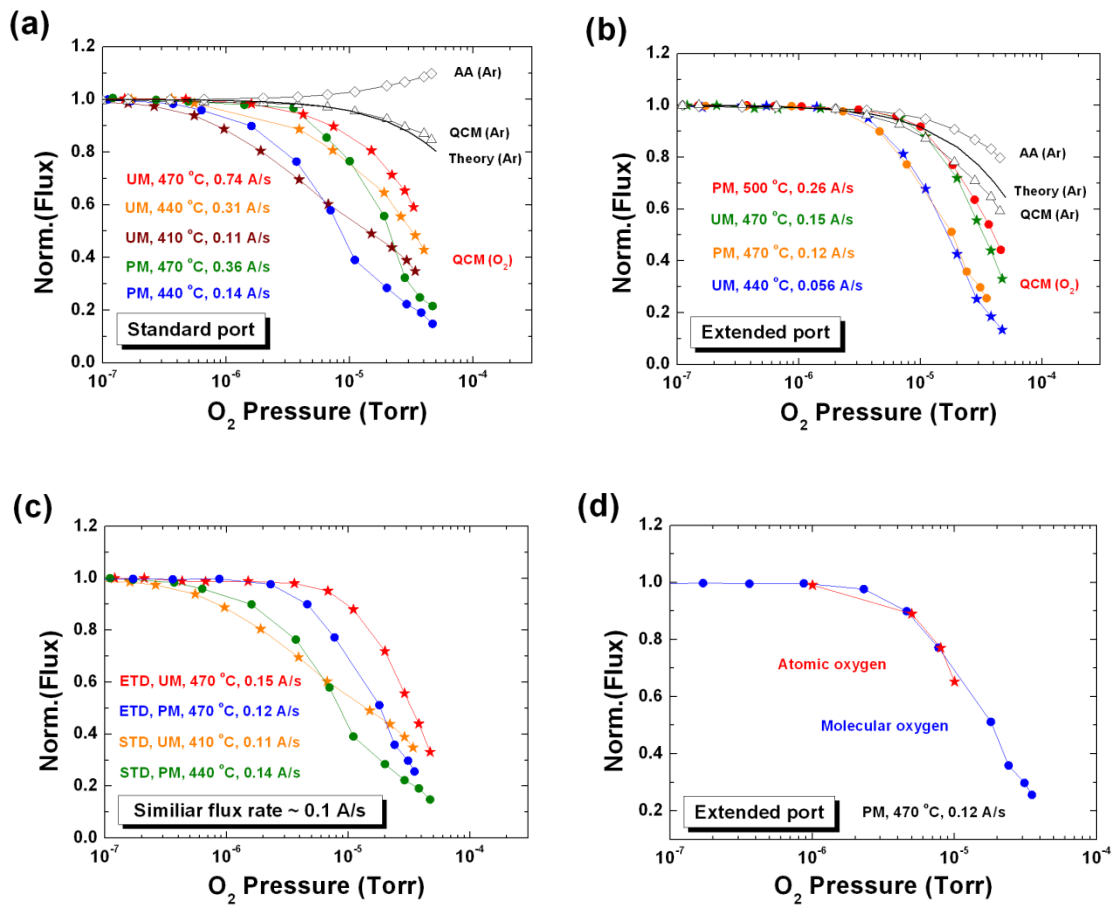 (a)
Norm.(Flux)
1.2
1.0
0.8
0.6
0.4
0.2
0.0
AA (Ar)
QCM (Ar)
Theory (Ar)
UM, 470 °C, 0.74 A/s
UM, 440 °C, 0.31 A/s
UM, 410 °C, 0.11 A/s
PM, 470 °C, 0.36 A/s
PM, 440 °C, 0.14 A/s
QCM (O₂)
Standard port
10⁻⁷ 10⁻⁶ 10⁻⁵ 10⁻⁴
O₂ Pressure (Torr)
(b)
Norm.(Flux)
1.2
1.0
0.8
0.6
0.4
0.2
0.0
AA (Ar)
Theory (Ar)
QCM (Ar)
PM, 500 °C, 0.26 A/s
UM, 470 °C, 0.15 A/s
PM, 470 °C, 0.12 A/s
UM, 440 °C, 0.056 A/s
QCM (O₂)
Extended port
10⁻⁷ 10⁻⁶ 10⁻⁵ 10⁻⁴
O₂ Pressure (Torr)
(c)
Norm.(Flux)
1.2
1.0
0.8
0.6
0.4
0.2
0.0
ETD, UM, 470 °C, 0.15 A/s
ETD, PM, 470 °C, 0.12 A/s
STD, UM, 410 °C, 0.11 A/s
STD, PM, 440 °C, 0.14 A/s
Similiar flux rate ~ 0.1 A/s
10⁻⁷ 10⁻⁶ 10⁻⁵ 10⁻⁴
O₂ Pressure (Torr)
(d)
Norm.(Flux)
1.2
1.0
0.8
0.6
0.4
0.2
Atomic oxygen
Molecular oxygen
Extended port
PM, 470 °C, 0.12 A/s
10⁻⁷ 10⁻⁶ 10⁻⁵ 10⁻⁴
O₂ Pressure (Torr)